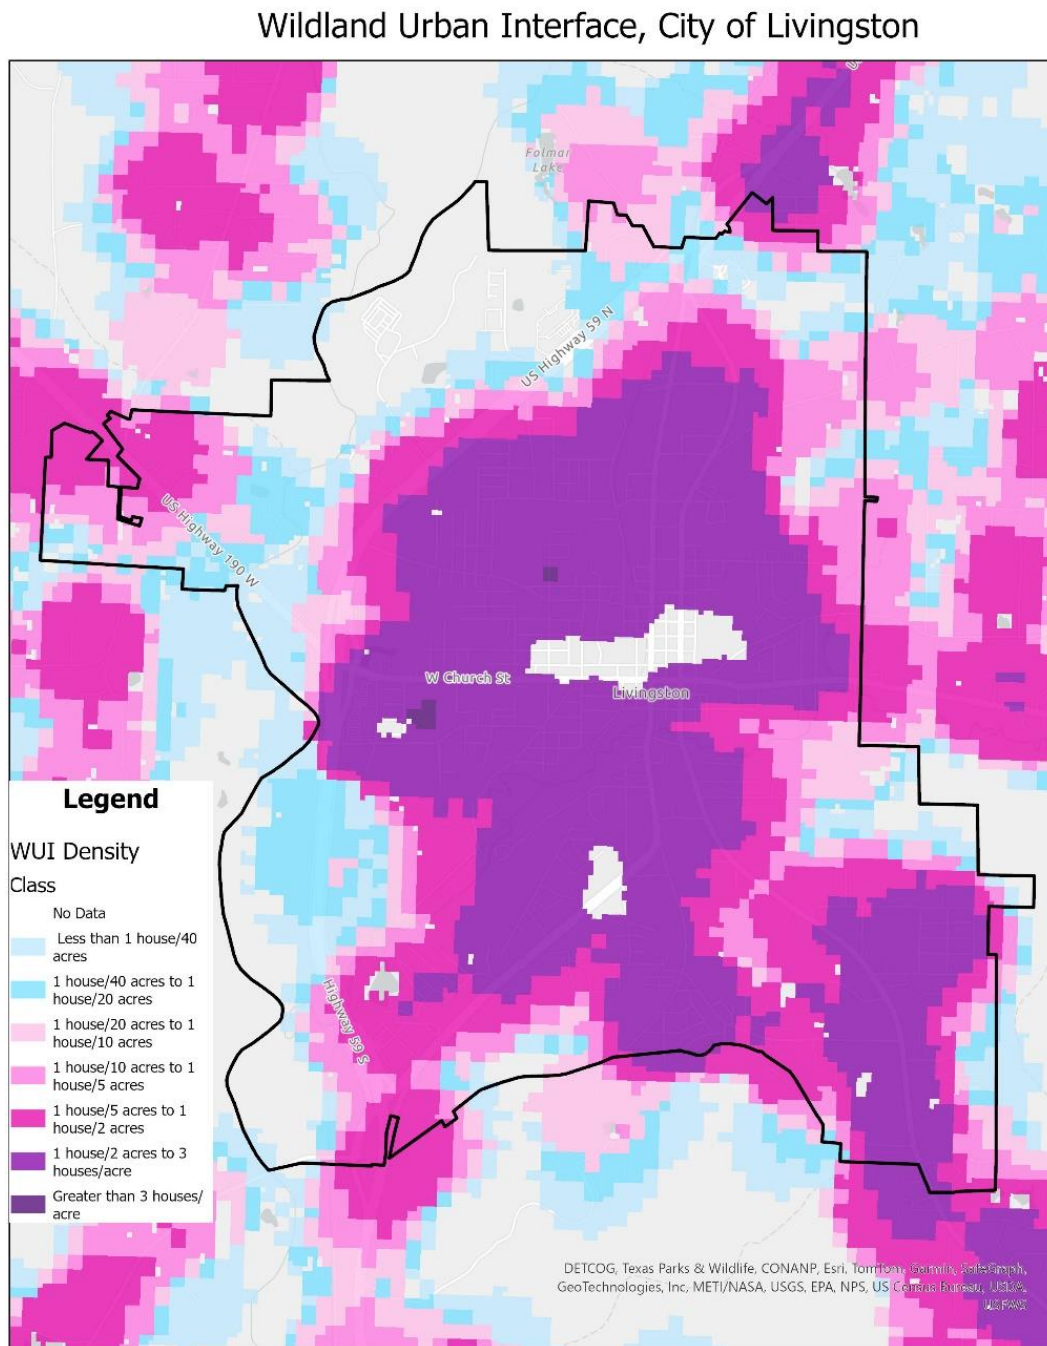 Wildland Urban Interface, City of Livingston
Folmar
Lake
US Highway 59 N
US Highway 190 W
W Church St
Livingston
Highway 59 S
Legend
WUI Density
Class
No Data
Less than 1 house/40
acres
1 house/40 acres to 1
house/20 acres
1 house/20 acres to 1
house/10 acres
1 house/10 acres to 1
house/5 acres
1 house/5 acres to 1
house/2 acres
1 house/2 acres to 3
houses/acre
Greater than 3 houses/
acre
DETCOG, Texas Parks & Wildlife, CONANP, Esri, TomTom, Garmin, SafeGraph,
GeoTechnologies, Inc, METI/NASA, USGS, EPA, NPS, US Census Bureau, USDA,
USFWS